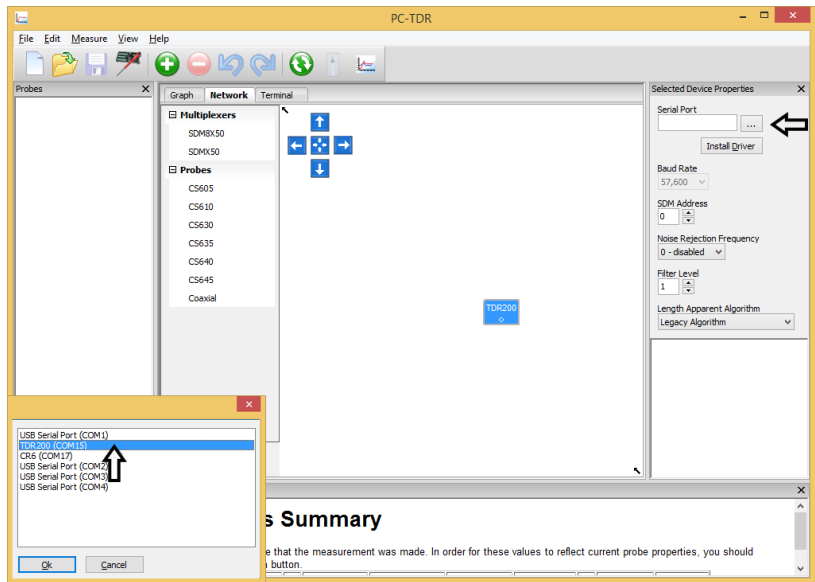 PC-TDR
File Edit Measure View Help
Probes
Graph Network Terminal
Multiplexers
SDM8X50
SDMX50
Probes
CS605
CS610
CS630
CS635
CS640
CS645
Coaxial
TDR200
Selected Device Properties
Serial Port
...
Install Driver
Baud Rate
57,600
SDM Address
0
Noise Rejection Frequency
0 - disabled
Filter Level
1
Length Apparent Algorithm
Legacy Algorithm
USB Serial Port (COM1)
TDR200 (COM15)
CR6 (COM17)
USB Serial Port (COM2)
USB Serial Port (COM3)
USB Serial Port (COM4)
Ok Cancel
s Summary
e that the measurement was made. In order for these values to reflect current probe properties, you should
button.